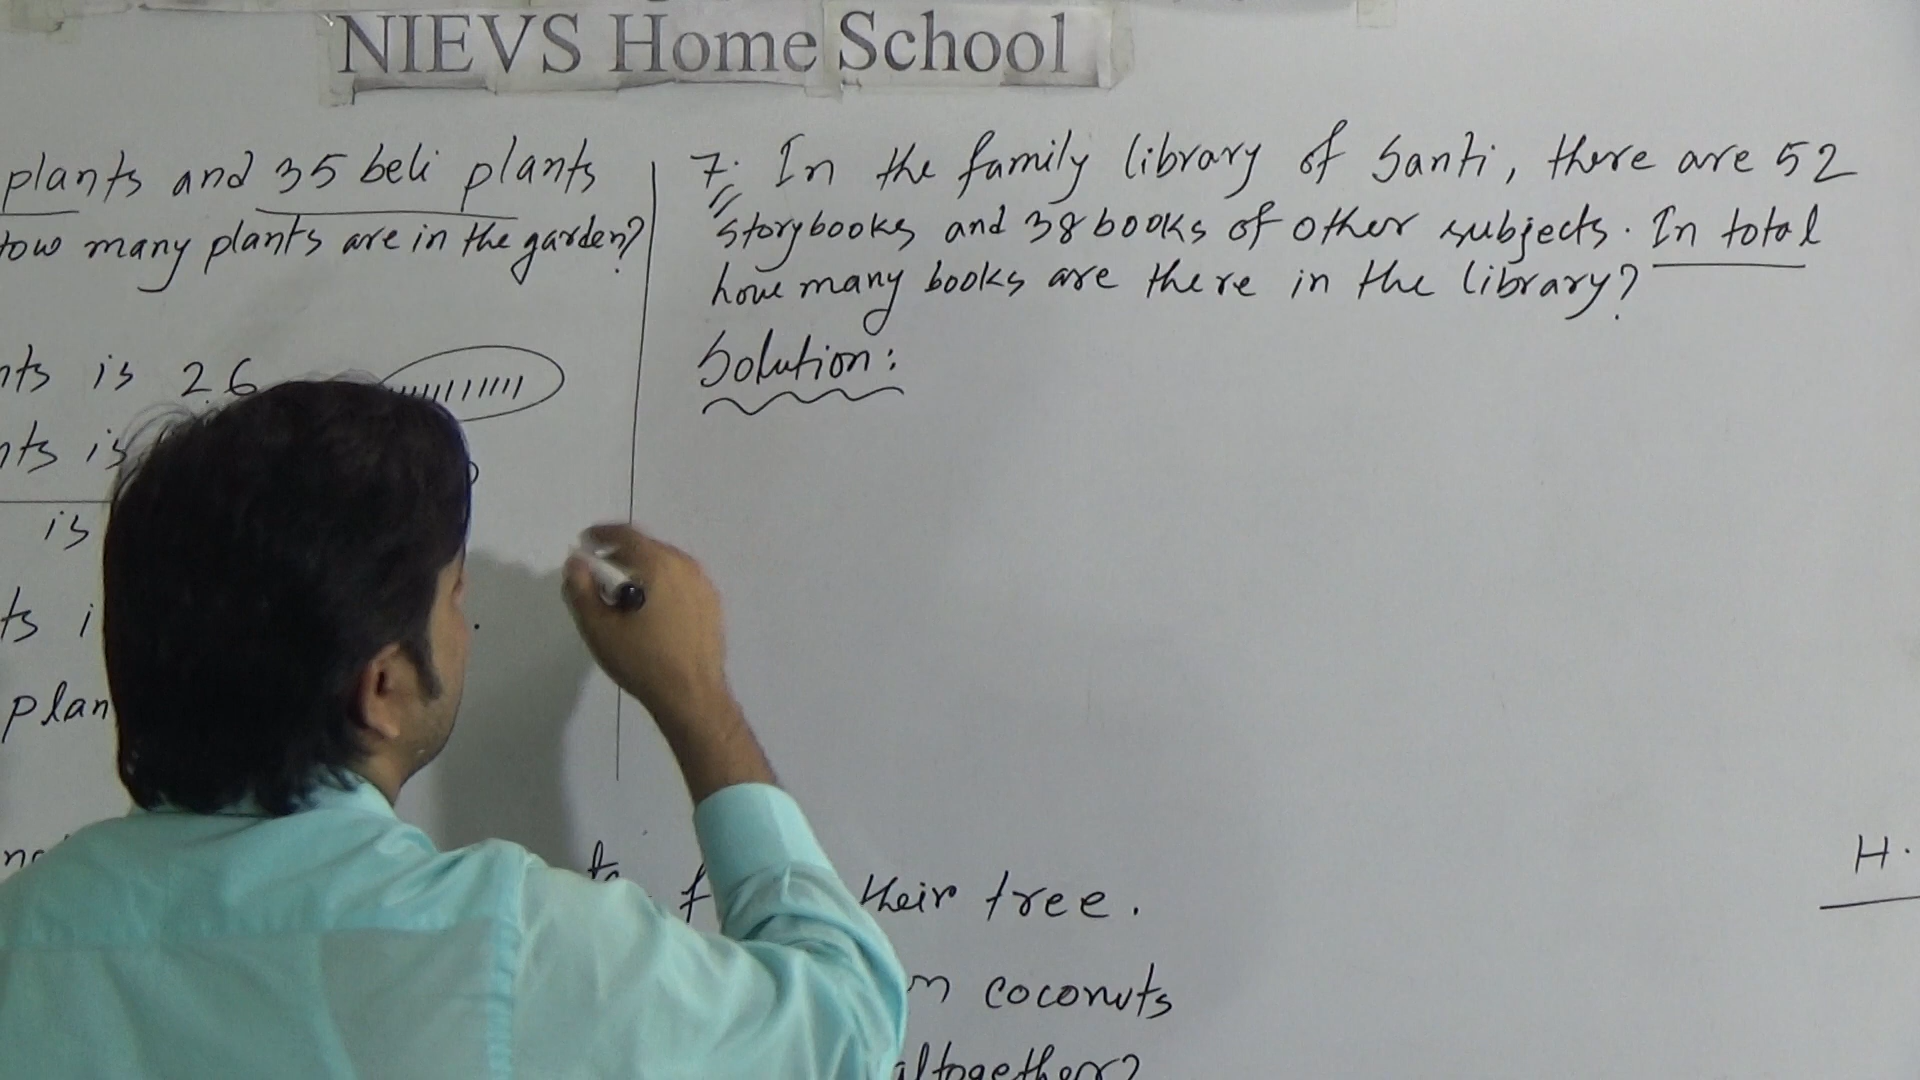 NIEVS Home School
plants and 35 beli plants
how many plants are in the garden?
nts is 26
nts is
is
ts i
plan
7. In the family library of Santi, there are 52
storybooks and 38 books of other subjects. In total
how many books are there in the library?
Solution:
their tree.
coconuts
altogether?
H.